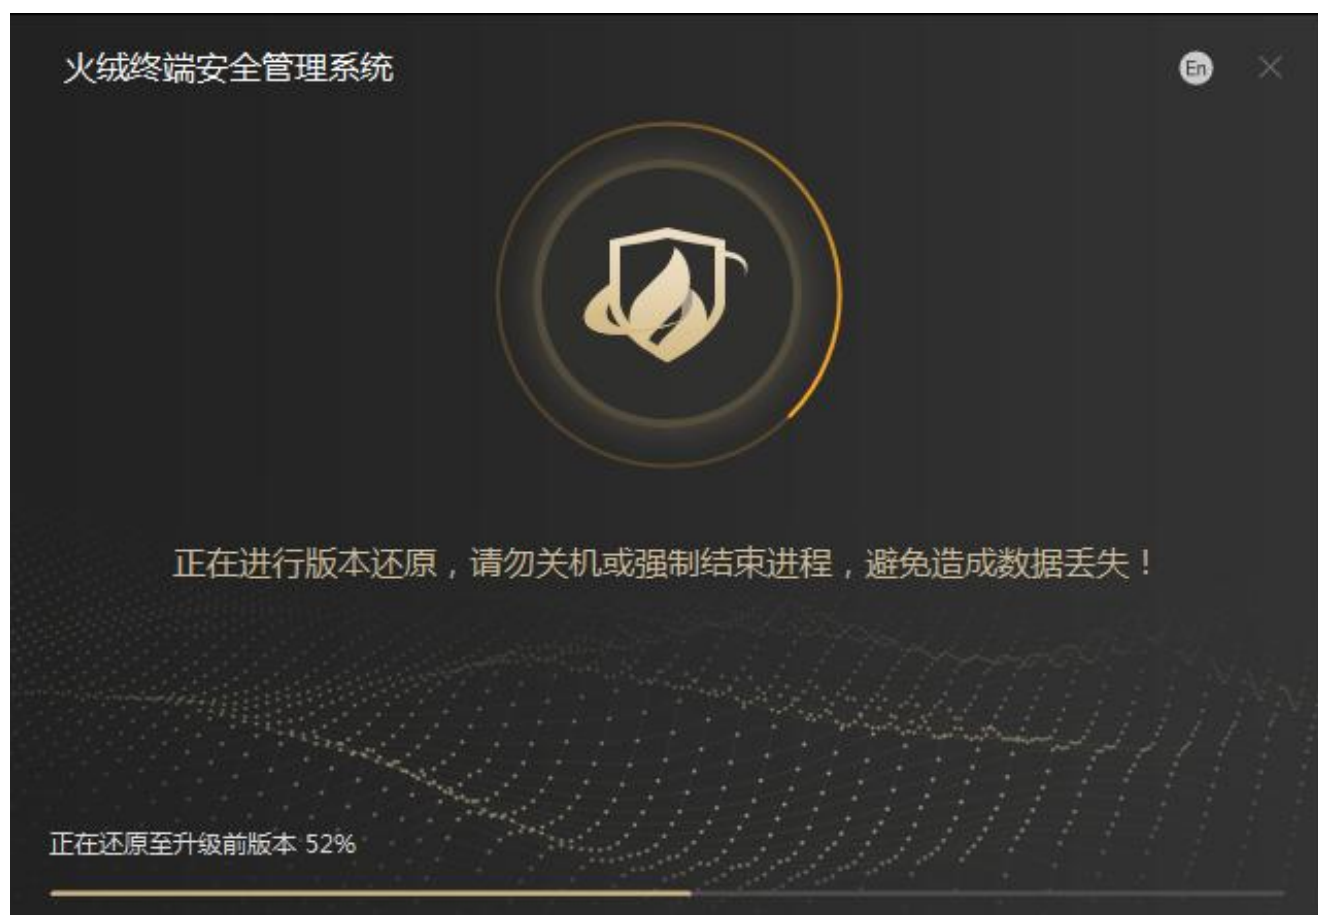 火绒终端安全管理系统
En
正在进行版本还原，请勿关机或强制结束进程，避免造成数据丢失！
正在还原至升级前版本 52%